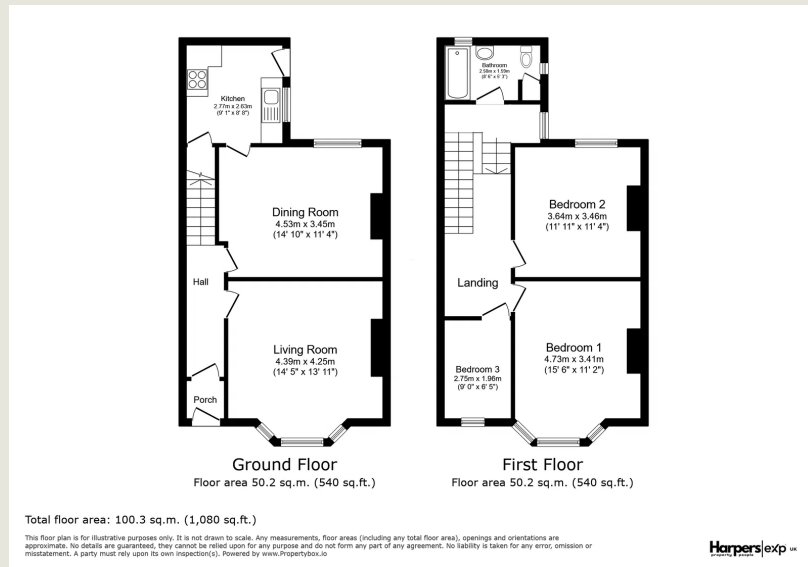 Kitchen
2.77m x 2.63m
(9' 1" x 8' 8")
Dining Room
4.53m x 3.45m
(14' 10" x 11' 4")
Hall
Living Room
4.39m x 4.25m
(14' 5" x 13' 11")
Porch
Ground Floor
Floor area 50.2 sq.m. (540 sq.ft.)
Bathroom
2.58m x 1.59m
(8' 6" x 5' 3")
Bedroom 2
3.64m x 3.46m
(11' 11" x 11' 4")
Landing
Bedroom 1
4.73m x 3.41m
(15' 6" x 11' 2")
Bedroom 3
2.75m x 1.96m
(9' 0" x 6' 5")
First Floor
Floor area 50.2 sq.m. (540 sq.ft.)
Total floor area: 100.3 sq.m. (1,080 sq.ft.)
This floor plan is for illustrative purposes only. It is not drawn to scale. Any measurements, floor areas (including any total floor area), openings and orientations are
approximate. No details are guaranteed, they cannot be relied upon for any purpose and do not form any part of any agreement. No liability is taken for any error, omission or
misstatement. A party must rely upon its own inspection(s). Powered by www.Propertybox.io
Harpers|exp UK
property people